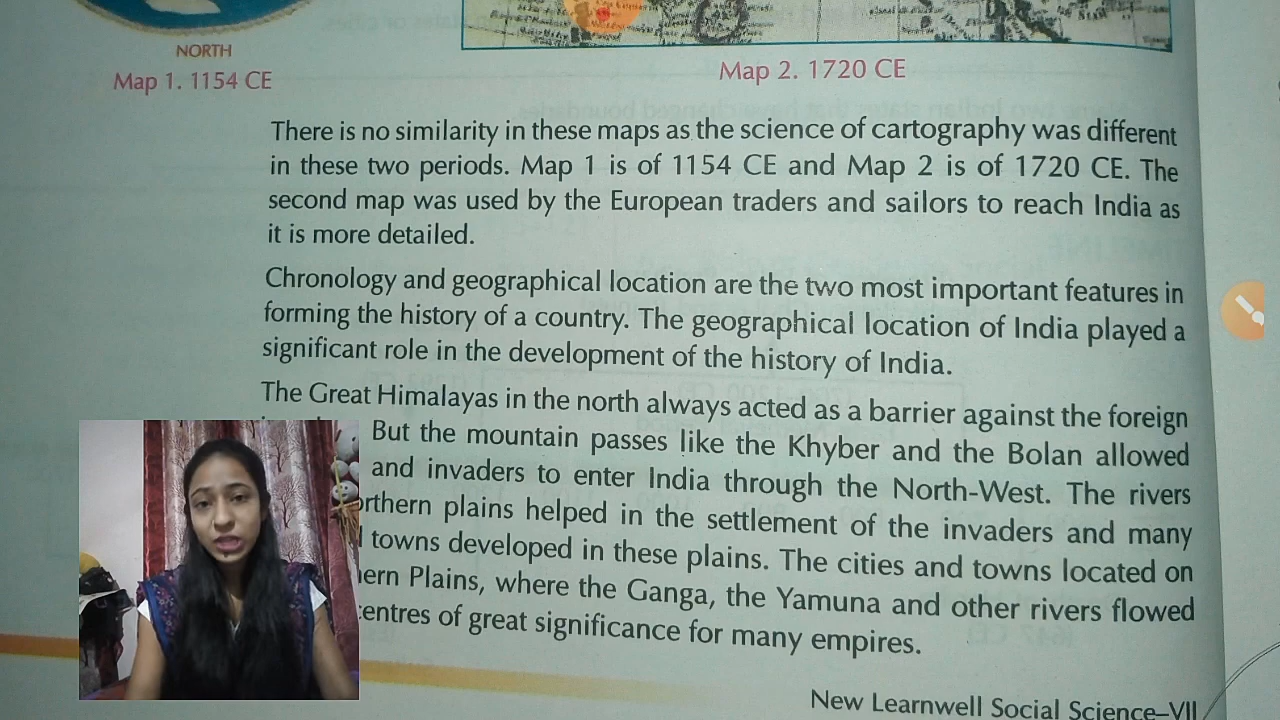 NORTH
Map 1. 1154 CE
Map 2. 1720 CE
There is no similarity in these maps as the science of cartography was different
in these two periods. Map 1 is of 1154 CE and Map 2 is of 1720 CE. The
second map was used by the European traders and sailors to reach India as
it is more detailed.
Chronology and geographical location are the two most important features in
forming the history of a country. The geographical location of India played a
significant role in the development of the history of India.
The Great Himalayas in the north always acted as a barrier against the foreign
But the mountain passes like the Khyber and the Bolan allowed
and invaders to enter India through the North-West. The rivers
orthern plains helped in the settlement of the invaders and many
towns developed in these plains. The cities and towns located on
hern Plains, where the Ganga, the Yamuna and other rivers flowed
centres of great significance for many empires.
New Learnwell Social Science–VII